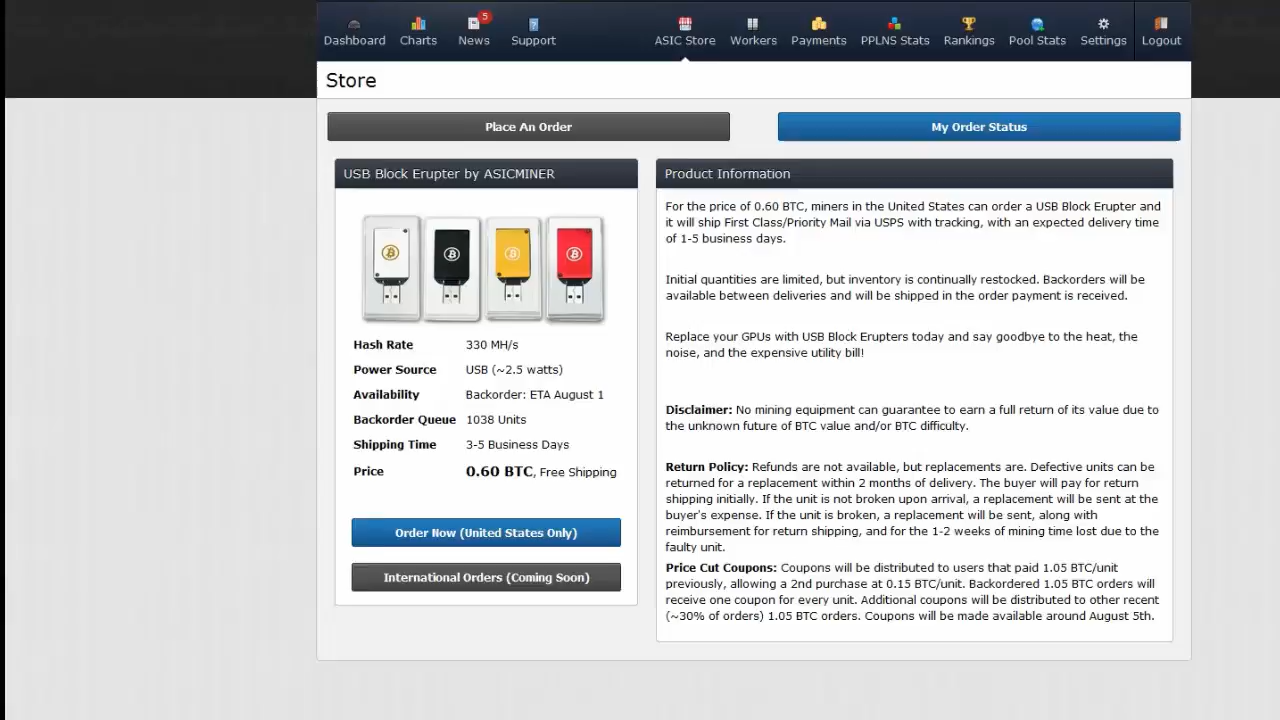 5
Dashboard Charts News Support ASIC Store Workers Payments PPLNS Stats Rankings Pool Stats Settings Logout
Store
Place An Order
My Order Status
USB Block Erupter by ASICMINER
Hash Rate 330 MH/s
Power Source USB (~2.5 watts)
Availability Backorder: ETA August 1
Backorder Queue 1038 Units
Shipping Time 3-5 Business Days
Price 0.60 BTC, Free Shipping
Order Now (United States Only)
International Orders (Coming Soon)
Product Information
For the price of 0.60 BTC, miners in the United States can order a USB Block Erupter and
it will ship First Class/Priority Mail via USPS with tracking, with an expected delivery time
of 1-5 business days.
Initial quantities are limited, but inventory is continually restocked. Backorders will be
available between deliveries and will be shipped in the order payment is received.
Replace your GPUs with USB Block Erupters today and say goodbye to the heat, the
noise, and the expensive utility bill!
Disclaimer: No mining equipment can guarantee to earn a full return of its value due to
the unknown future of BTC value and/or BTC difficulty.
Return Policy: Refunds are not available, but replacements are. Defective units can be
returned for a replacement within 2 months of delivery. The buyer will pay for return
shipping initially. If the unit is not broken upon arrival, a replacement will be sent at the
buyer's expense. If the unit is broken, a replacement will be sent, along with
reimbursement for return shipping, and for the 1-2 weeks of mining time lost due to the
faulty unit.
Price Cut Coupons: Coupons will be distributed to users that paid 1.05 BTC/unit
previously, allowing a 2nd purchase at 0.15 BTC/unit. Backordered 1.05 BTC orders will
receive one coupon for every unit. Additional coupons will be distributed to other recent
(~30% of orders) 1.05 BTC orders. Coupons will be made available around August 5th.